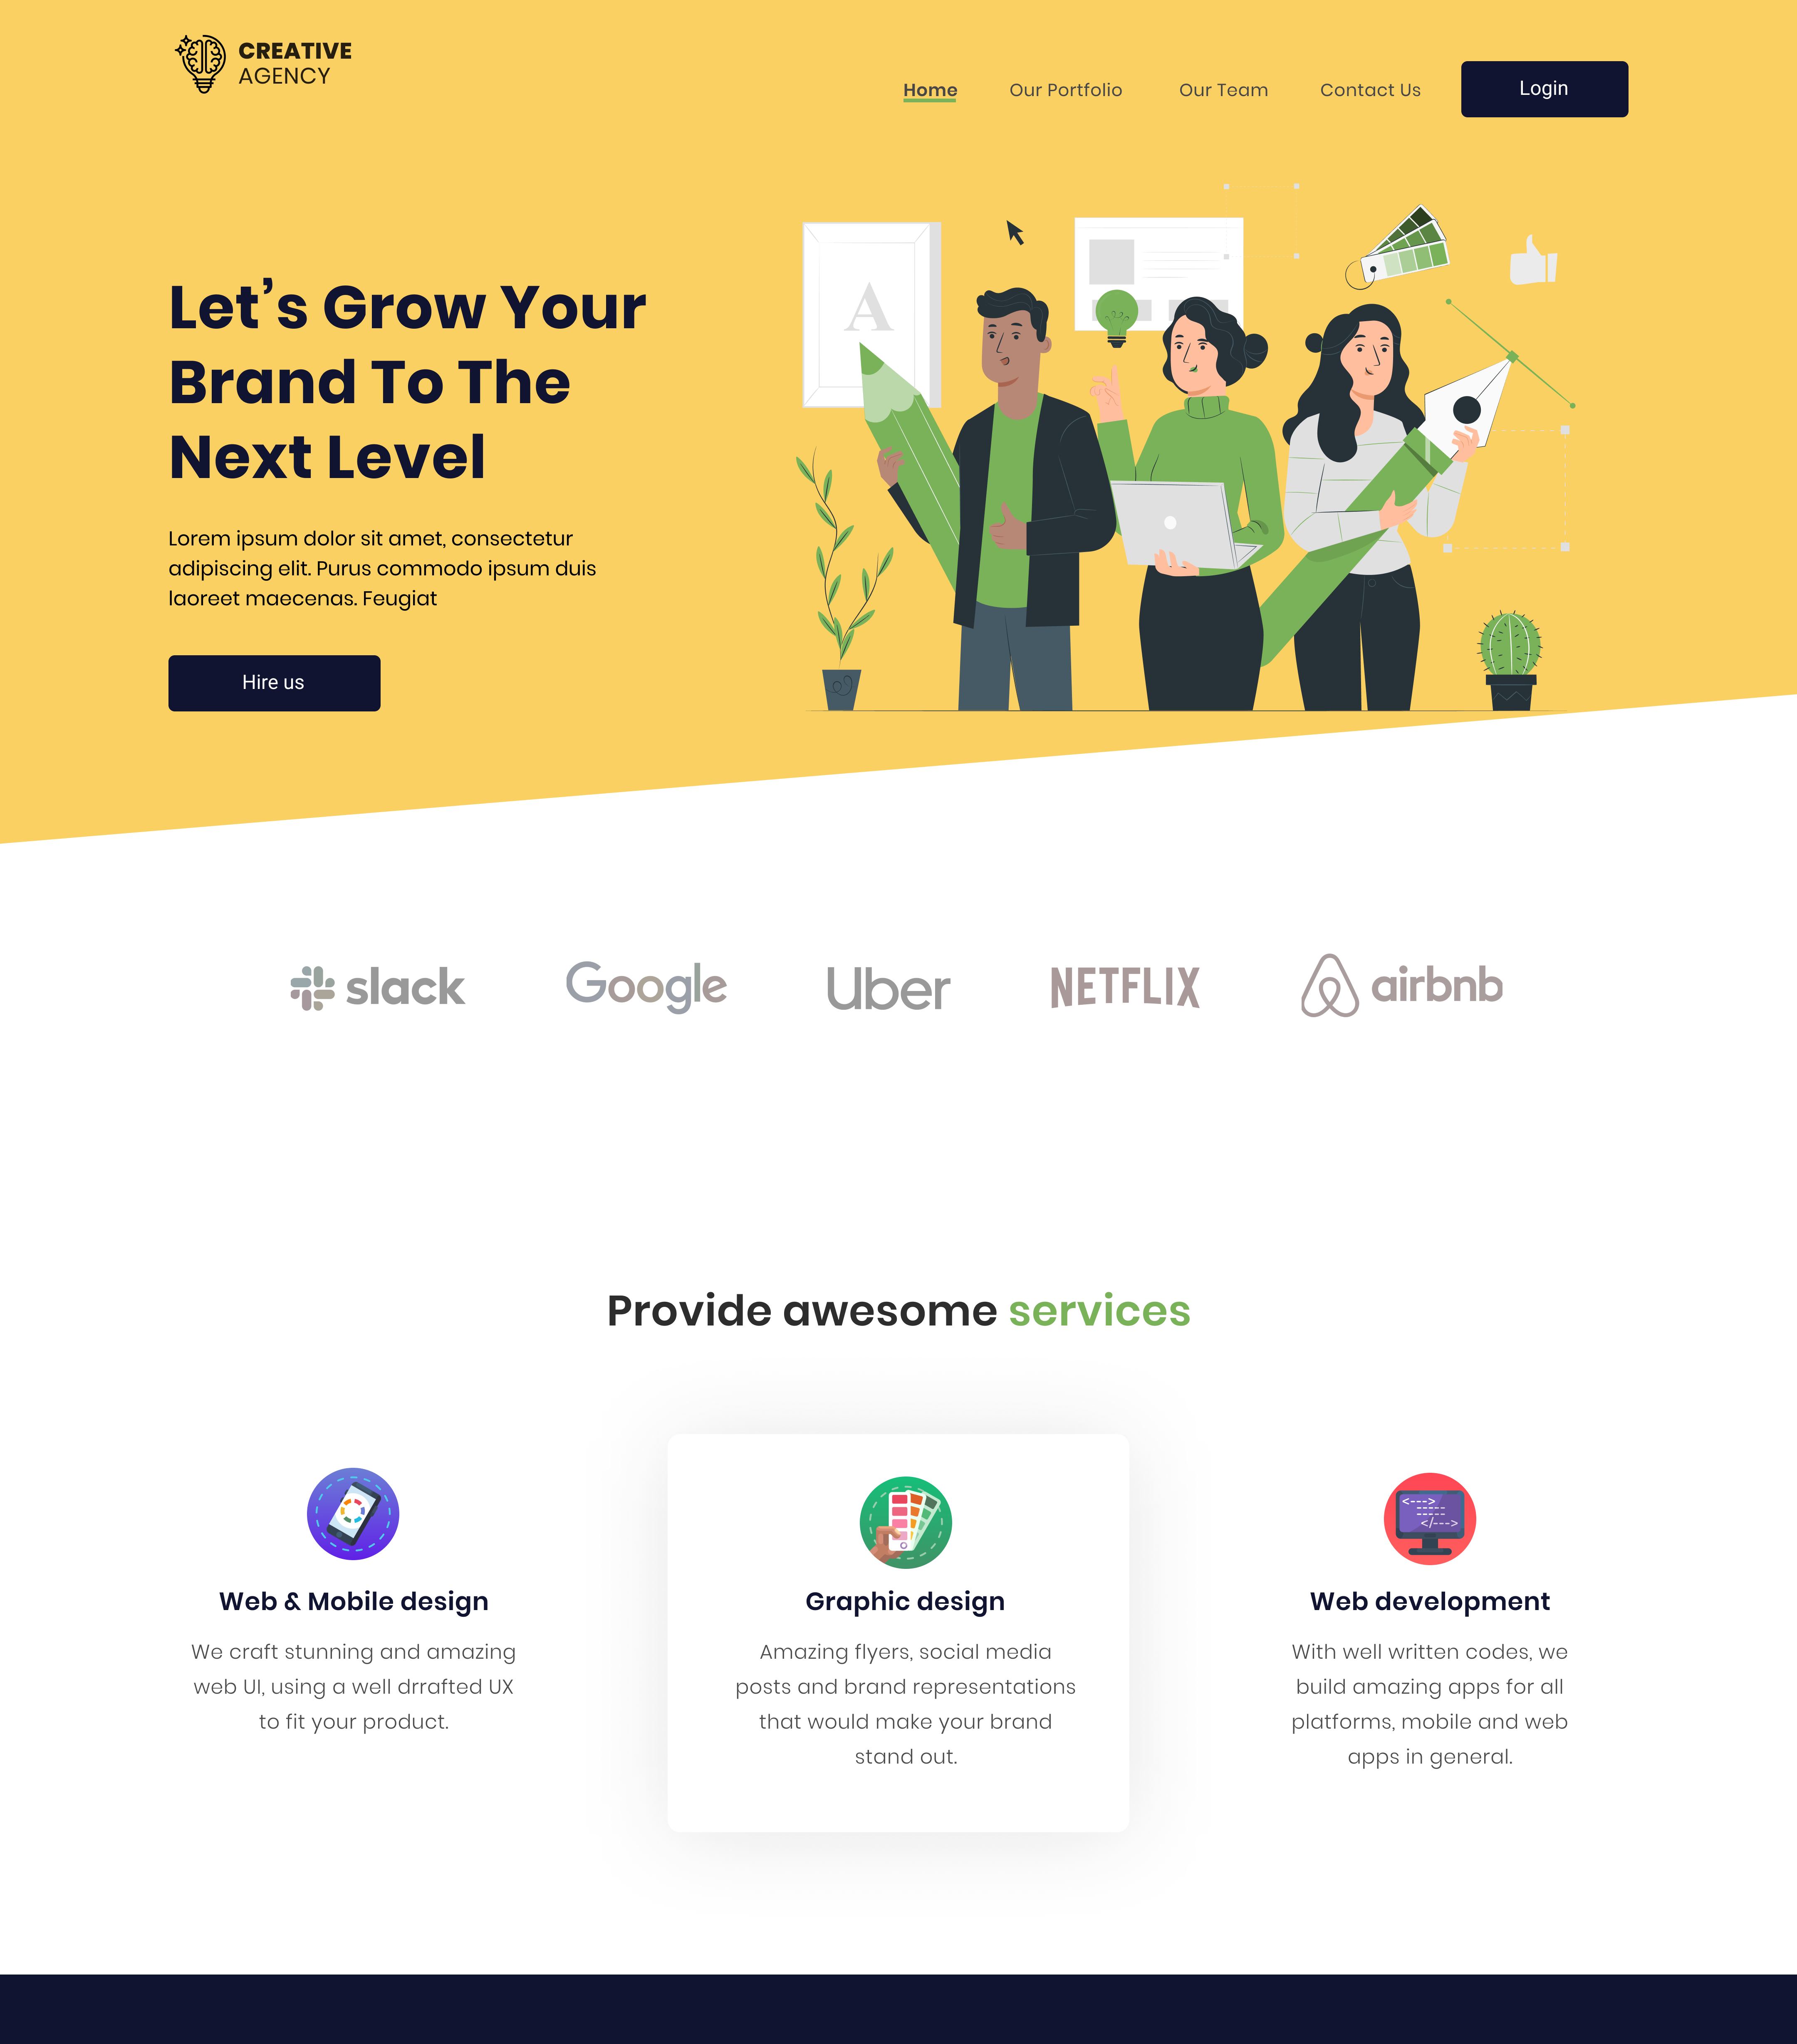 CREATIVE
AGENCY
Home Our Portfolio Our Team Contact Us Login
Let’s Grow Your
Brand To The
Next Level
Lorem ipsum dolor sit amet, consectetur
adipiscing elit. Purus commodo ipsum duis
laoreet maecenas. Feugiat
Hire us
A
slack Google Uber NETFLIX airbnb
Provide awesome services
<---> </--->
Web & Mobile design
We craft stunning and amazing
web UI, using a well drrafted UX
to fit your product.
Graphic design
Amazing flyers, social media
posts and brand representations
that would make your brand
stand out.
Web development
With well written codes, we
build amazing apps for all
platforms, mobile and web
apps in general.